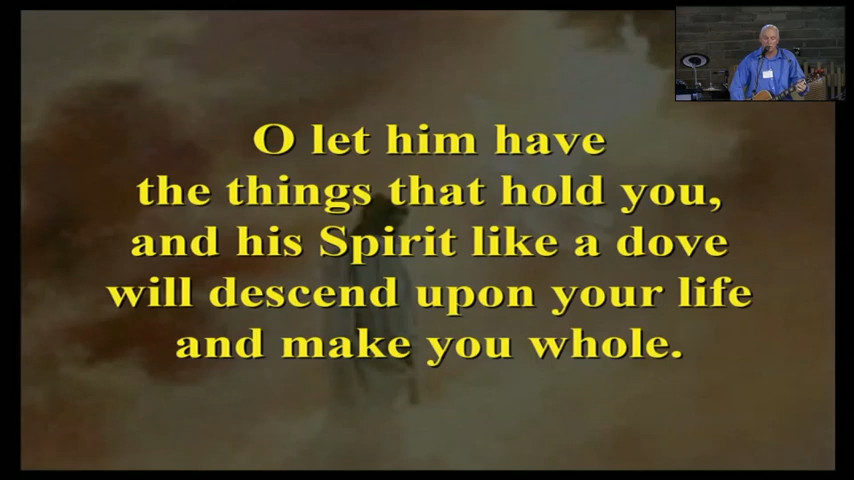 O let him have
the things that hold you,
and his Spirit like a dove
will descend upon your life
and make you whole.